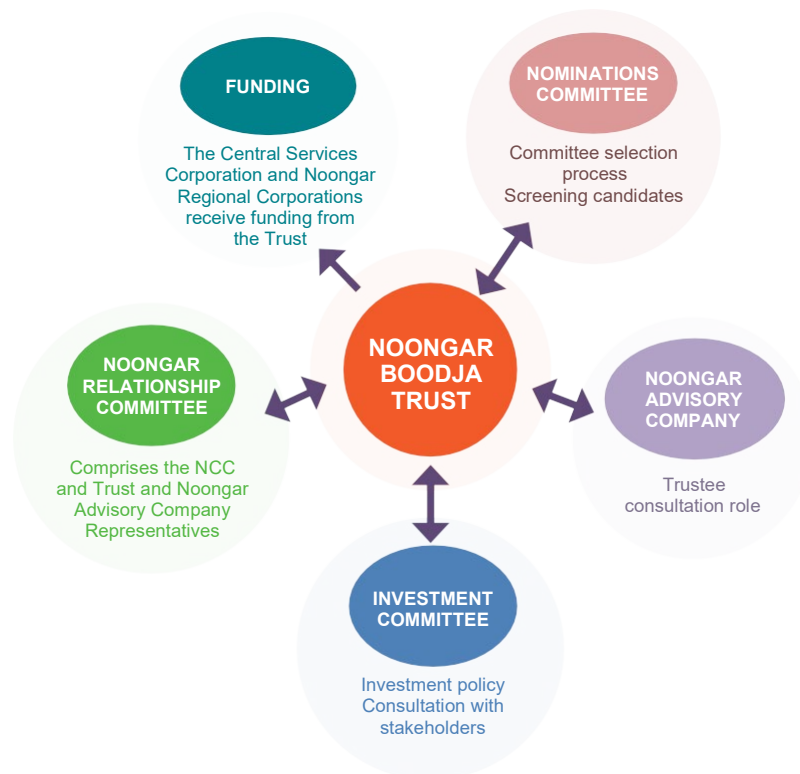 FUNDING
The Central Services
Corporation and Noongar
Regional Corporations
receive funding from
the Trust
NOMINATIONS
COMMITTEE
Committee selection
process
Screening candidates
NOONGAR
BOODJA
TRUST
NOONGAR
RELATIONSHIP
COMMITTEE
Comprises the NCC
and Trust and Noongar
Advisory Company
Representatives
NOONGAR
ADVISORY
COMPANY
Trustee
consultation role
INVESTMENT
COMMITTEE
Investment policy
Consultation with
stakeholders